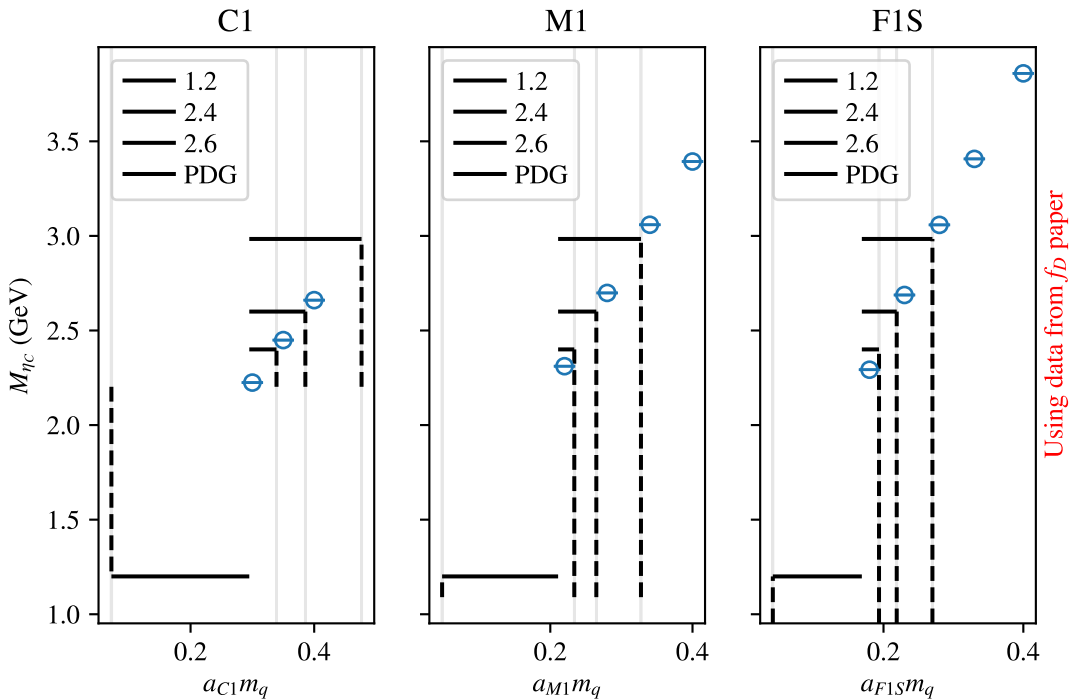 C1
M1
F1S
1.2
2.4
2.6
PDG
1.2
2.4
2.6
PDG
1.2
2.4
2.6
PDG
3.5
3.0
2.5
2.0
1.5
1.0
M_{η_C} (GeV)
0.2 0.4
0.2 0.4
0.2 0.4
a_{C1}m_q
a_{M1}m_q
a_{F1S}m_q
Using data from f_D paper